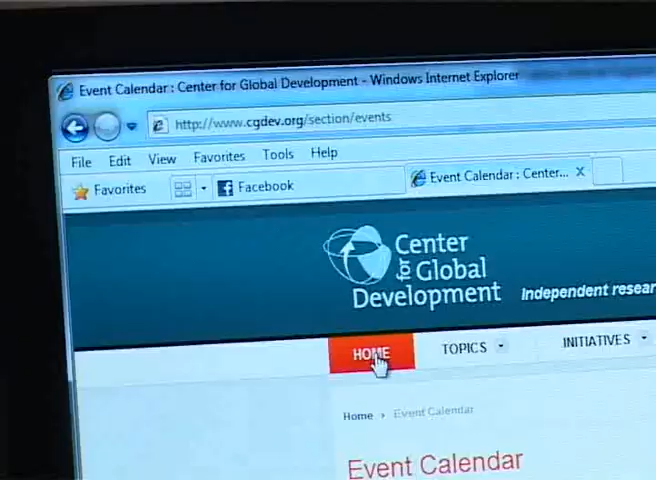 Event Calendar : Center for Global Development - Windows Internet Explorer
http://www.cgdev.org/section/events
File Edit View Favorites Tools Help
Favorites Facebook Event Calendar : Center...
Center
for Global
Development
Independent resear
HOME TOPICS INITIATIVES
Home › Event Calendar
Event Calendar